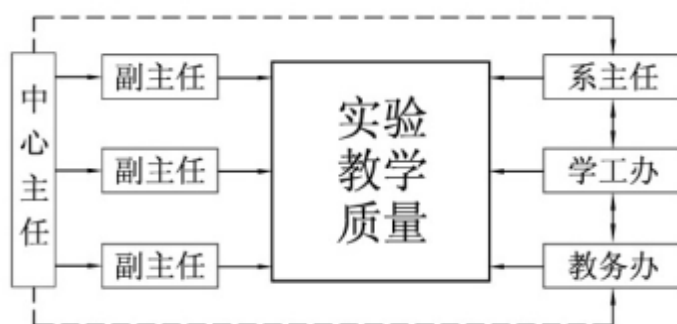 中心主任
副主任
副主任
副主任
实验
教学
质量
系主任
学工办
教务办